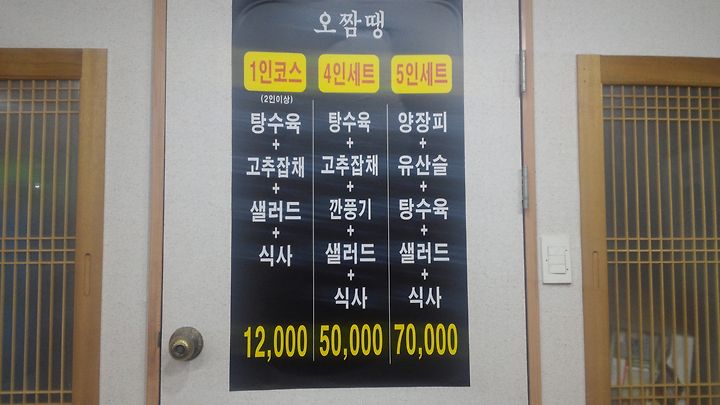 오짬땡
1인코스
(2인이상)
탕수육
+
고추잡채
+
샐러드
+
식사
12,000
4인세트
탕수육
+
고추잡채
+
깐풍기
+
샐러드
+
식사
50,000
5인세트
양장피
+
유산슬
+
탕수육
+
샐러드
+
식사
70,000